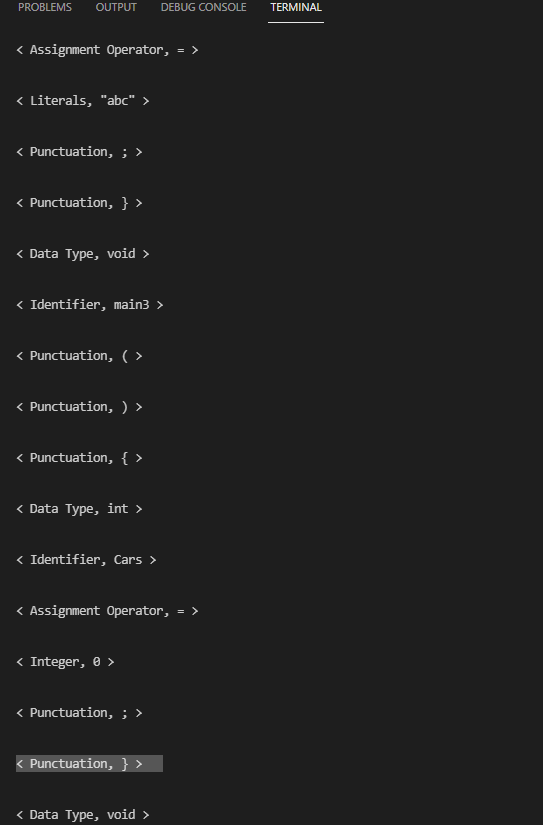 PROBLEMS OUTPUT DEBUG CONSOLE TERMINAL
< Assignment Operator, = >
< Literals, "abc" >
< Punctuation, ; >
< Punctuation, } >
< Data Type, void >
< Identifier, main3 >
< Punctuation, ( >
< Punctuation, ) >
< Punctuation, { >
< Data Type, int >
< Identifier, Cars >
< Assignment Operator, = >
< Integer, 0 >
< Punctuation, ; >
< Punctuation, } >
< Data Type, void >